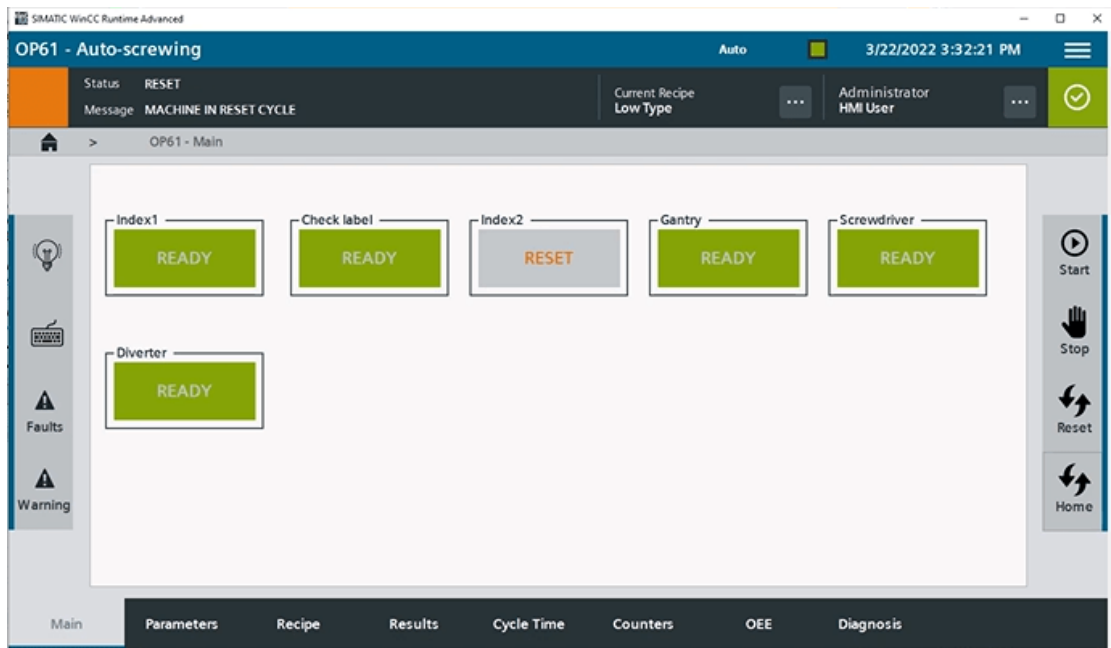 SIMATIC WinCC Runtime Advanced
OP61 - Auto-screwing
Auto
3/22/2022 3:32:21 PM
Status RESET
Message MACHINE IN RESET CYCLE
Current Recipe
Low Type
...
Administrator
HMI User
...
> OP61 - Main
Index1
READY
Check label
READY
Index2
RESET
Gantry
READY
Screwdriver
READY
Diverter
READY
Faults
Warning
Start
Stop
Reset
Home
Main Parameters Recipe Results Cycle Time Counters OEE Diagnosis